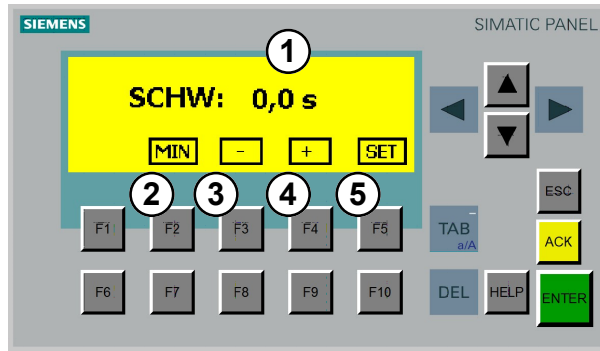 SIEMENS
SIMATIC PANEL
1
SCHW: 0,0 s
MIN - + SET
2 3 4 5
ESC
F1 F2 F3 F4 F5
TAB
a/A
ACK
F6 F7 F8 F9 F10
DEL HELP ENTER